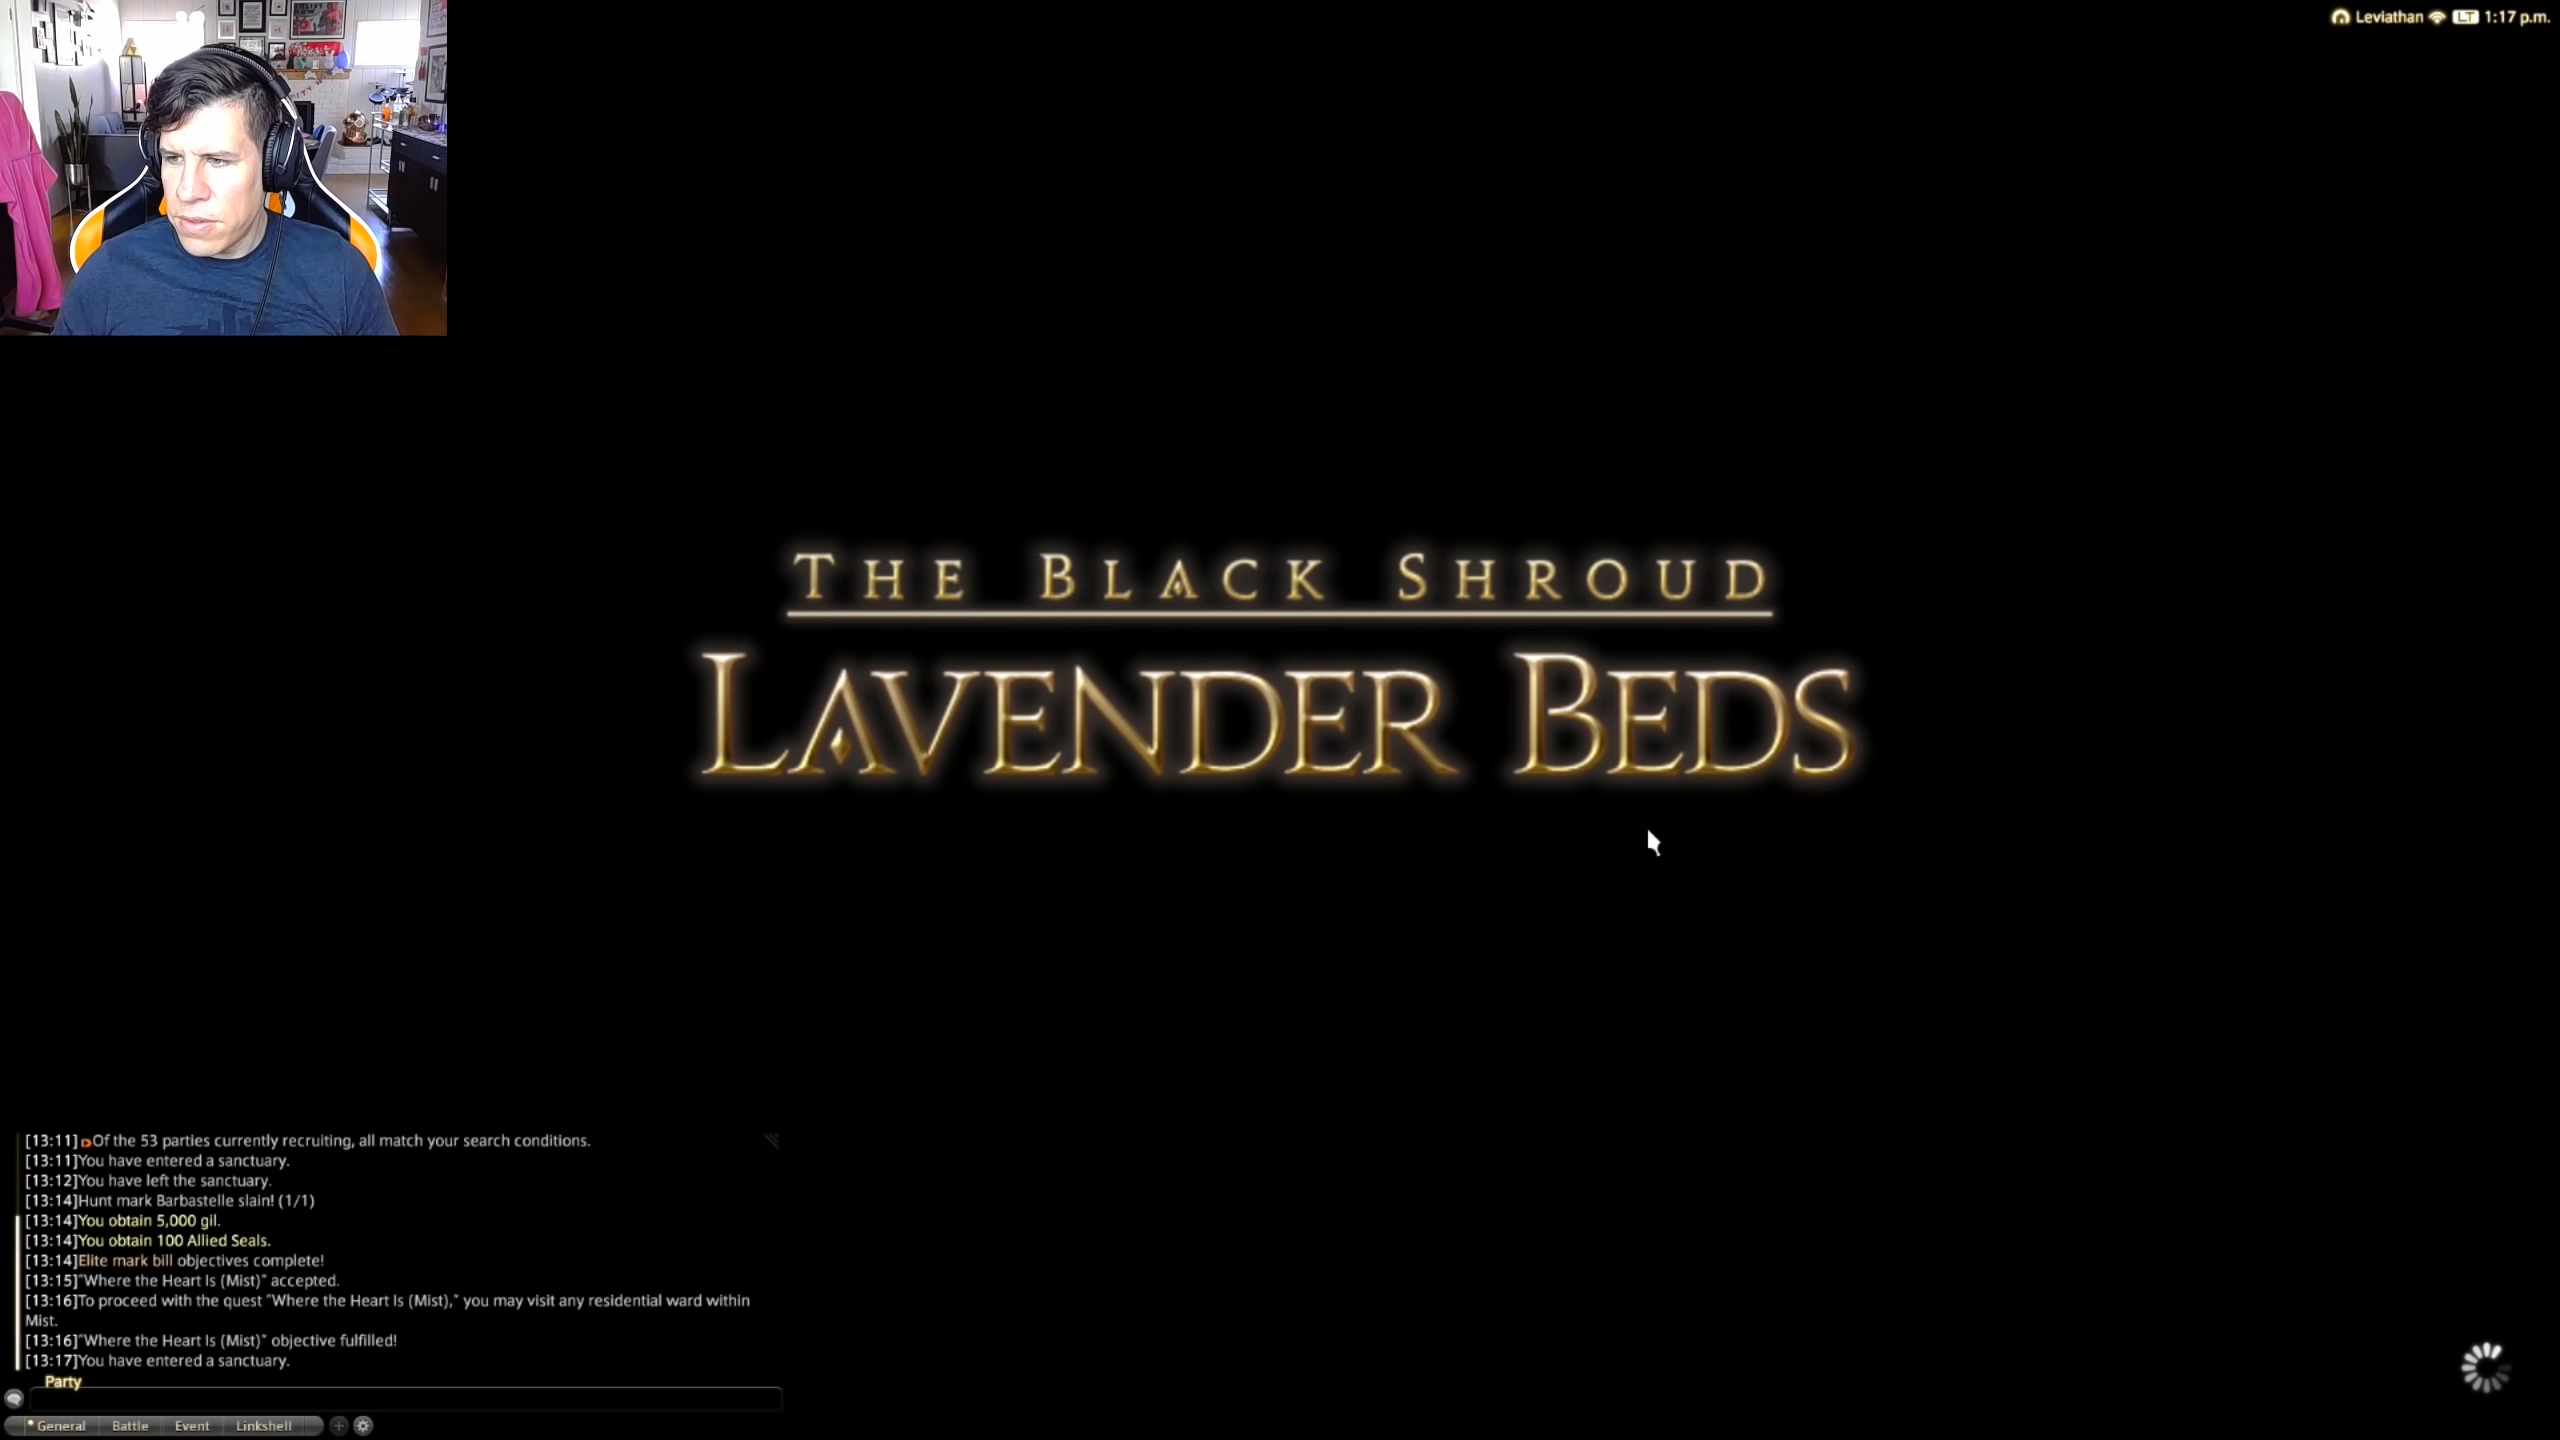 Leviathan LT 1:17 p.m.
THE BLACK SHROUD
LAVENDER BEDS
[13:11]Of the 53 parties currently recruiting, all match your search conditions.
[13:11]You have entered a sanctuary.
[13:12]You have left the sanctuary.
[13:14]Hunt mark Barbastelle slain! (1/1)
[13:14]You obtain 5,000 gil.
[13:14]You obtain 100 Allied Seals.
[13:14]Elite mark bill objectives complete!
[13:15]"Where the Heart Is (Mist)" accepted.
[13:16]To proceed with the quest "Where the Heart Is (Mist)," you may visit any residential ward within
Mist.
[13:16]"Where the Heart Is (Mist)" objective fulfilled!
[13:17]You have entered a sanctuary.
Party
General Battle Event Linkshell